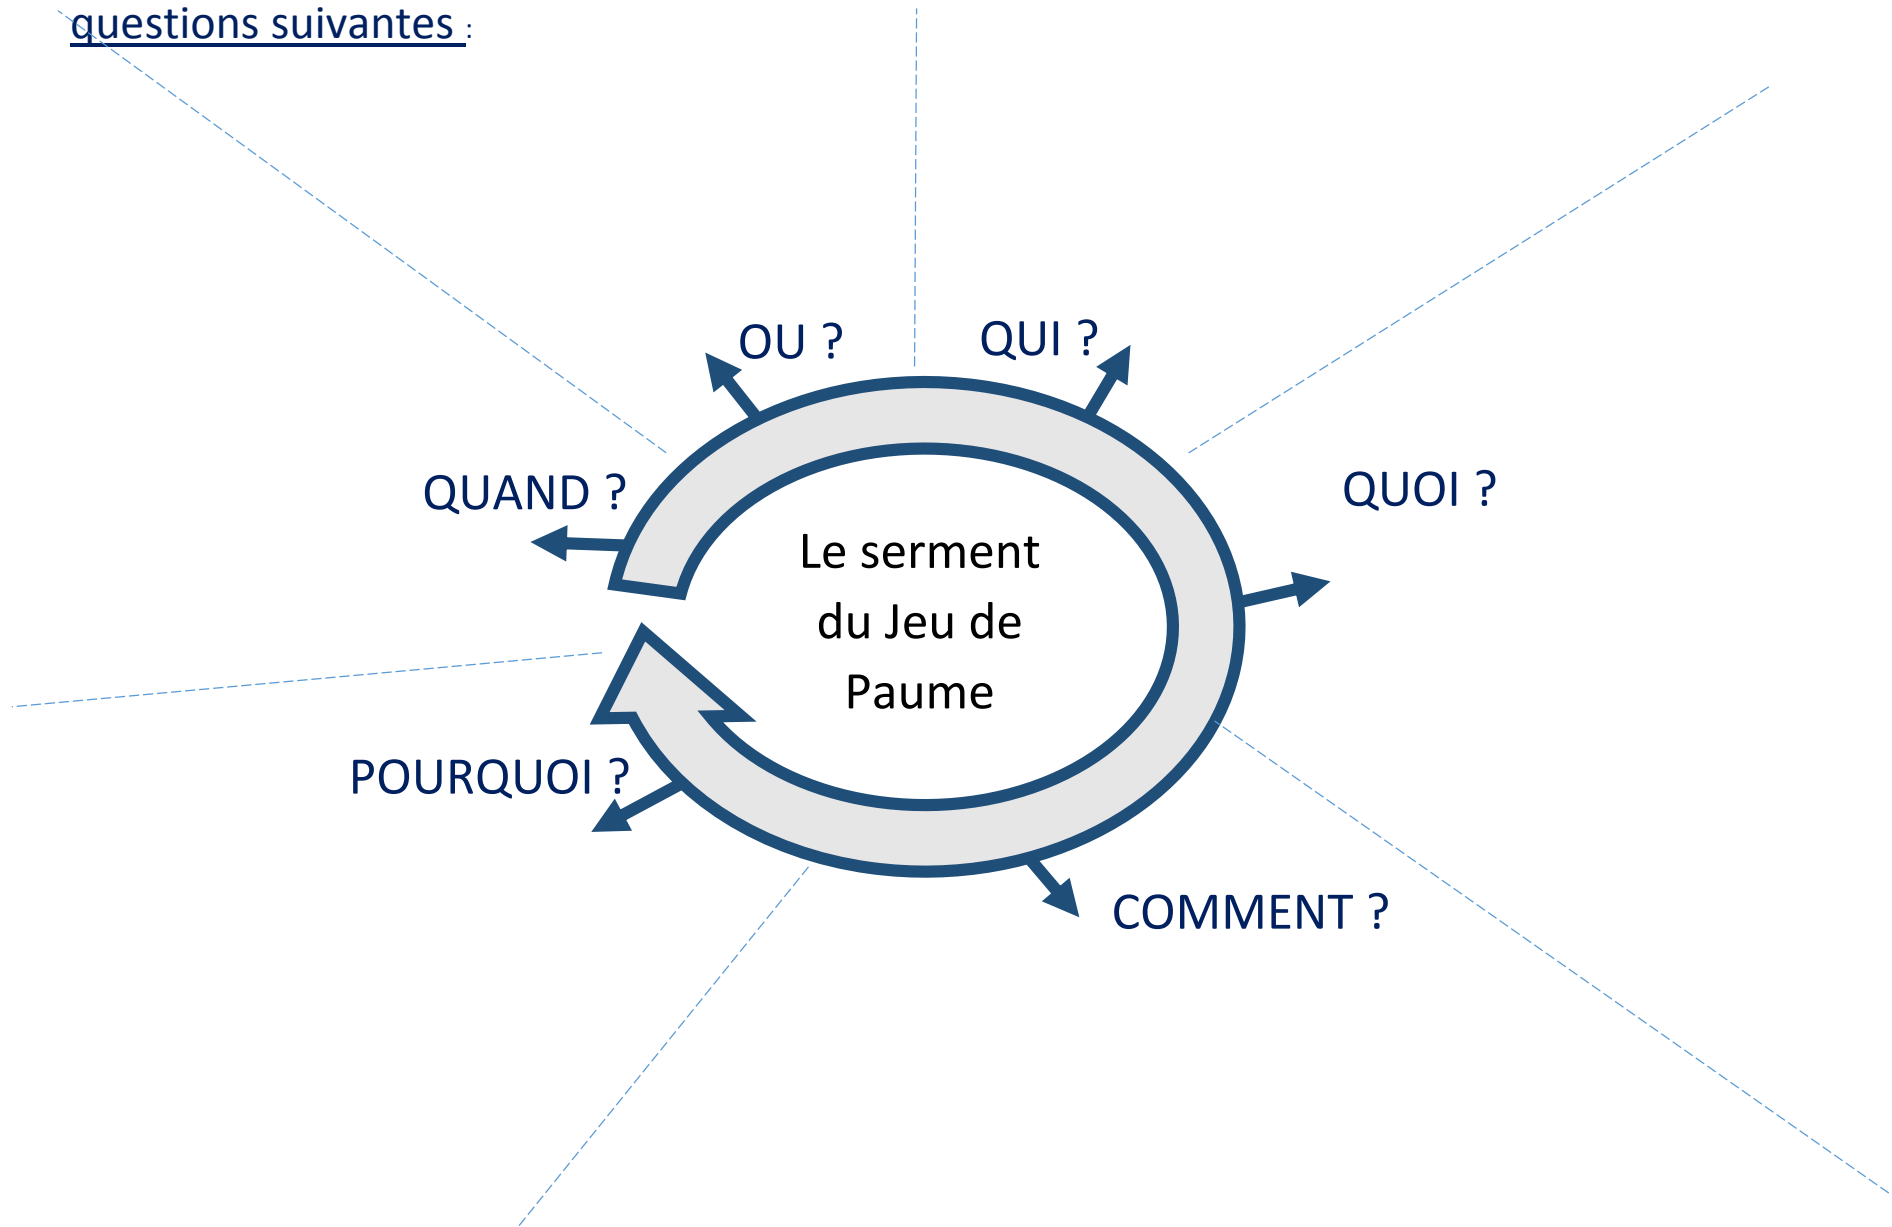 questions suivantes :
OU ?
QUI ?
QUAND ?
QUOI ?
Le serment
du Jeu de
Paume
POURQUOI ?
COMMENT ?